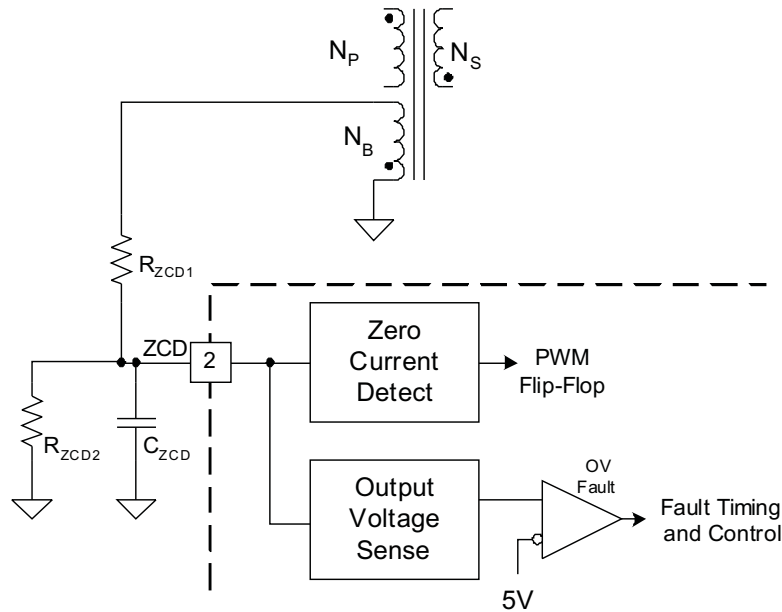 N_P
N_S
N_B
R_ZCD1
ZCD
2
Zero
Current
Detect
PWM
Flip-Flop
R_ZCD2
C_ZCD
Output
Voltage
Sense
OV
Fault
Fault Timing
and Control
5V